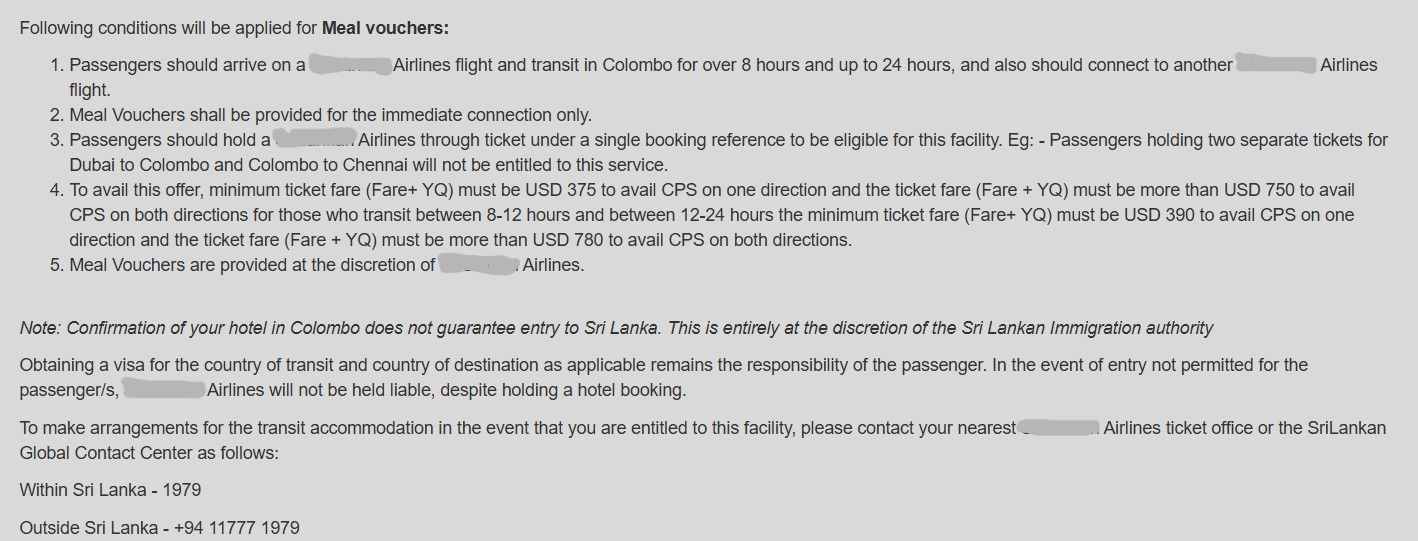 Following conditions will be applied for Meal vouchers:
1. Passengers should arrive on a Airlines flight and transit in Colombo for over 8 hours and up to 24 hours, and also should connect to another Airlines
flight.
2. Meal Vouchers shall be provided for the immediate connection only.
3. Passengers should hold a Airlines through ticket under a single booking reference to be eligible for this facility. Eg: - Passengers holding two separate tickets for
Dubai to Colombo and Colombo to Chennai will not be entitled to this service.
4. To avail this offer, minimum ticket fare (Fare+ YQ) must be USD 375 to avail CPS on one direction and the ticket fare (Fare + YQ) must be more than USD 750 to avail
CPS on both directions for those who transit between 8-12 hours and between 12-24 hours the minimum ticket fare (Fare+ YQ) must be USD 390 to avail CPS on one
direction and the ticket fare (Fare + YQ) must be more than USD 780 to avail CPS on both directions.
5. Meal Vouchers are provided at the discretion of Airlines.
Note: Confirmation of your hotel in Colombo does not guarantee entry to Sri Lanka. This is entirely at the discretion of the Sri Lankan Immigration authority
Obtaining a visa for the country of transit and country of destination as applicable remains the responsibility of the passenger. In the event of entry not permitted for the
passenger/s, Airlines will not be held liable, despite holding a hotel booking.
To make arrangements for the transit accommodation in the event that you are entitled to this facility, please contact your nearest Airlines ticket office or the SriLankan
Global Contact Center as follows:
Within Sri Lanka - 1979
Outside Sri Lanka - +94 11777 1979